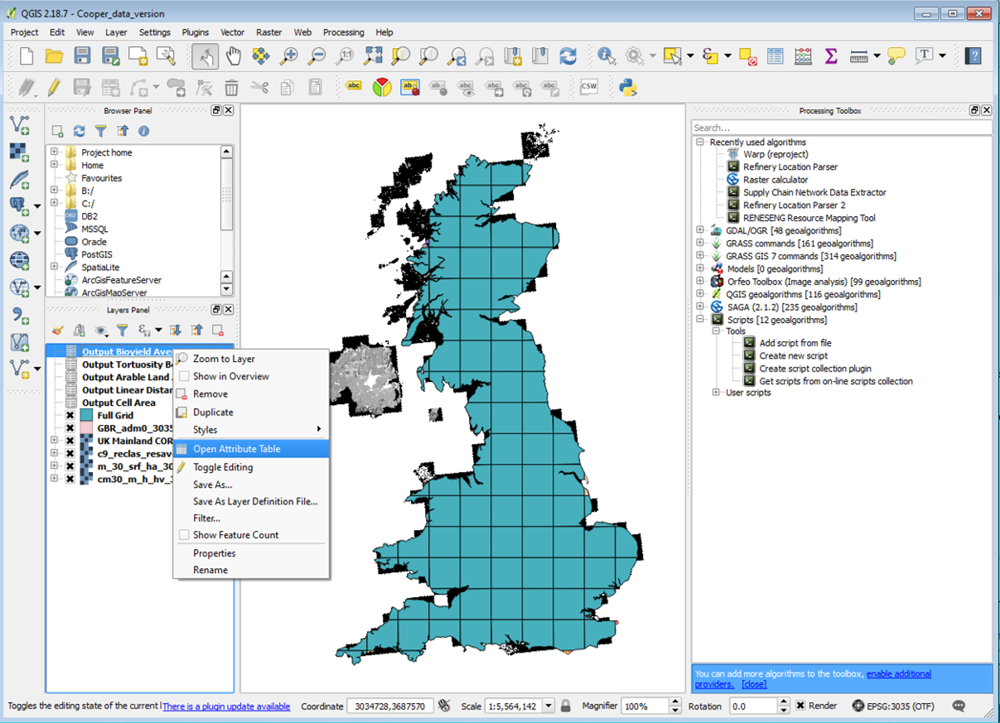 QGIS 2.18.7 - Cooper_data_version
Project Edit View Layer Settings Plugins Vector Raster Web Processing Help
abc abc abc abc abc abc abc CSW
Browser Panel
Project home
Home
Favourites
B:/
C:/
DB2
MSSQL
Oracle
PostGIS
SpatiaLite
ArcGisFeatureServer
ArcGisMapServer
Layers Panel
Output Bioyield Aver
Output Tortuosity Bo
Output Arable Land
Output Linear Distan
Output Cell Area
Full Grid
GBR_adm0_3035
UK Mainland COR
c9_reclas_resav
m_30_srf_ha_30
cm30_m_h_hv_3
Zoom to Layer
Show in Overview
Remove
Duplicate
Styles
Open Attribute Table
Toggle Editing
Save As...
Save As Layer Definition File...
Filter...
Show Feature Count
Properties
Rename
Processing Toolbox
Search...
Recently used algorithms
Warp (reproject)
Refinery Location Parser
Raster calculator
Supply Chain Network Data Extractor
Refinery Location Parser 2
RENESENG Resource Mapping Tool
GDAL/OGR [48 geoalgorithms]
GRASS commands [161 geoalgorithms]
GRASS GIS 7 commands [314 geoalgorithms]
Models [0 geoalgorithms]
Orfeo Toolbox (Image analysis) [99 geoalgorithms]
QGIS geoalgorithms [116 geoalgorithms]
SAGA (2.1.2) [235 geoalgorithms]
Scripts [12 geoalgorithms]
Tools
Add script from file
Create new script
Create script collection plugin
Get scripts from on-line scripts collection
User scripts
You can add more algorithms to the toolbox, enable additional
providers. [close]
Toggles the editing state of the current l There is a plugin update available Coordinate 3034728,3687570 Scale 1:5,564,142 Magnifier 100% Rotation 0.0 Render EPSG:3035 (OTF)